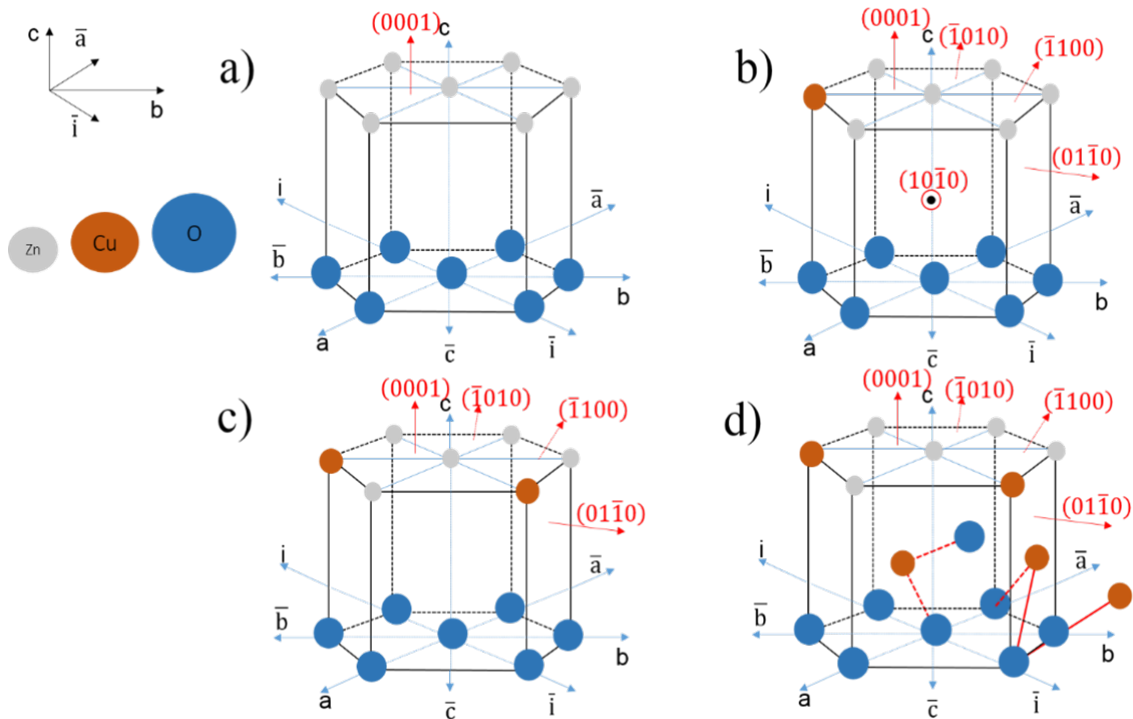 c
a̅
b
i̅
Zn
Cu
O
a)
(0001)
c
i
a̅
b̅
b
a
c̅
i̅
b)
(0001)
c
(1̅010)
(1̅100)
(011̅0)
(101̅0)
i
a̅
b̅
b
a
c̅
i̅
c)
(0001)
c
(1̅010)
(1̅100)
(011̅0)
i
a̅
b̅
b
a
c̅
i̅
d)
(0001)
c
(1̅010)
(1̅100)
(011̅0)
i
a̅
b̅
b
a
c̅
i̅